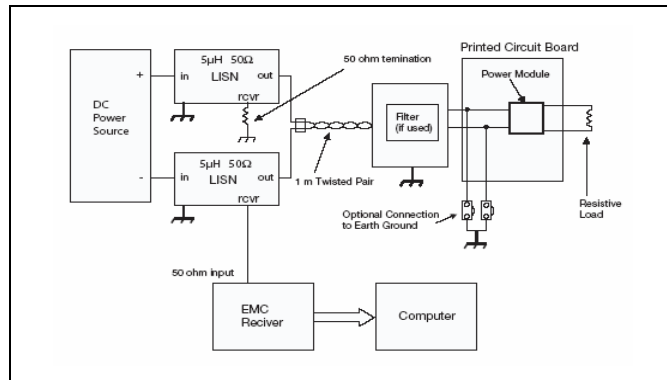 Printed Circuit Board
50 ohm temination
5µH 50Ω
LISN
in
out
rcvr
+
Power Module
DC
Power
Source
Filter
(if used)
5µH 50Ω
LISN
in
out
rcvr
-
1 m Twisted Pair
Optional Connection
to Earth Ground
Resistive
Load
50 ohm input
EMC
Reciver
Computer